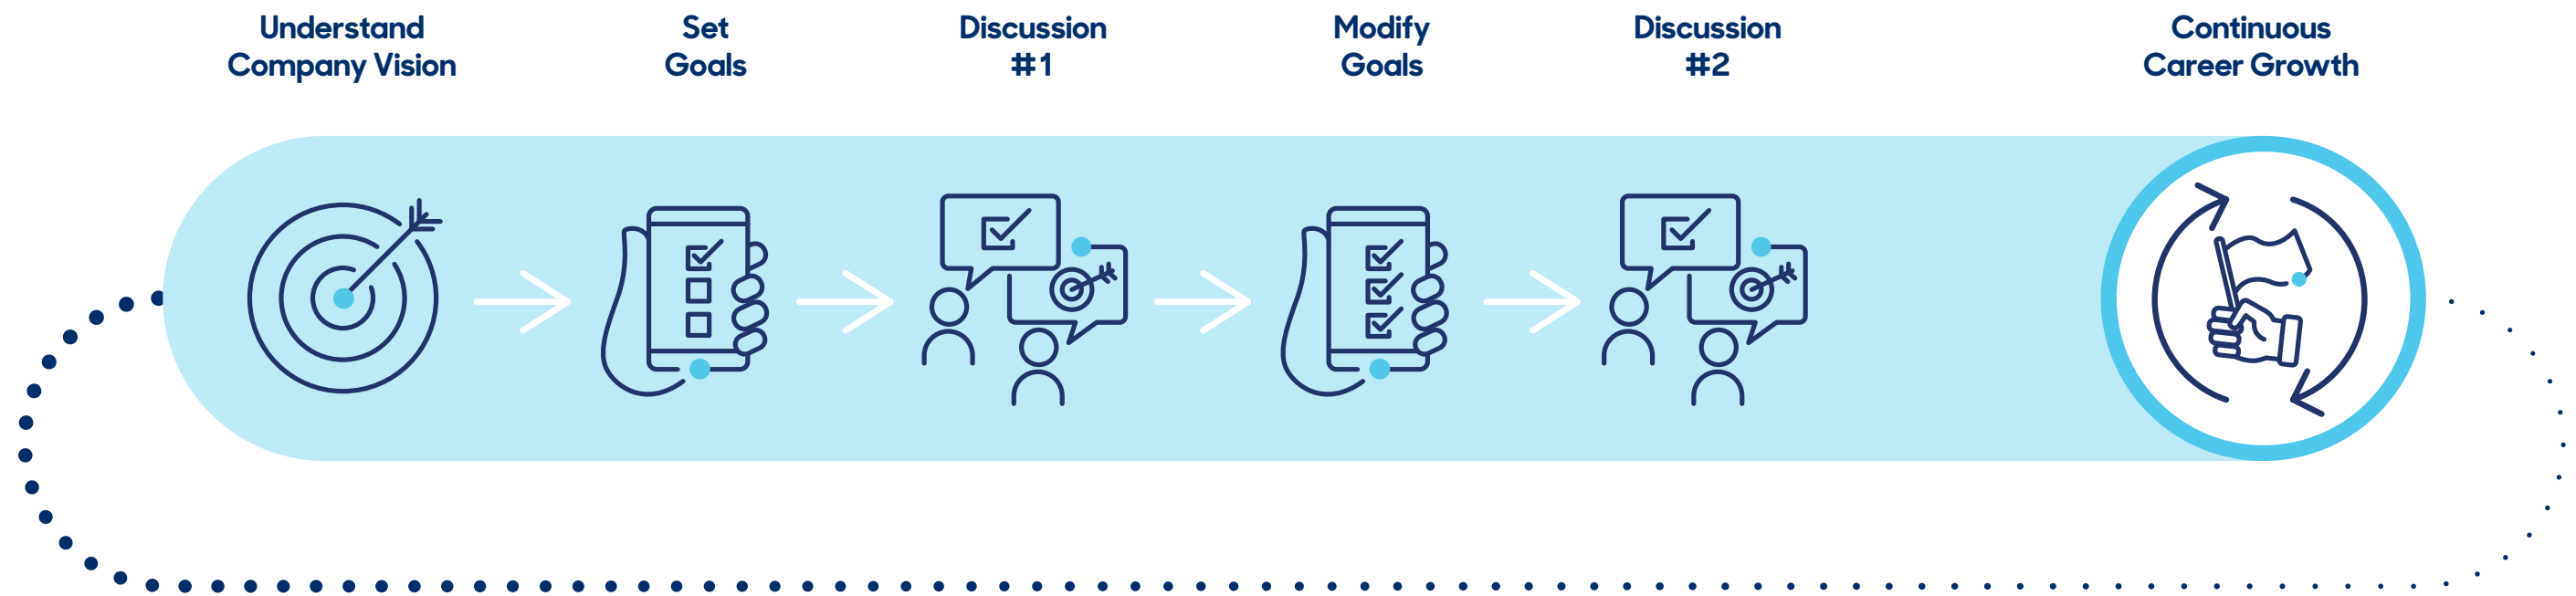 Understand
Company Vision
Set
Goals
Discussion
#1
Modify
Goals
Discussion
#2
Continuous
Career Growth